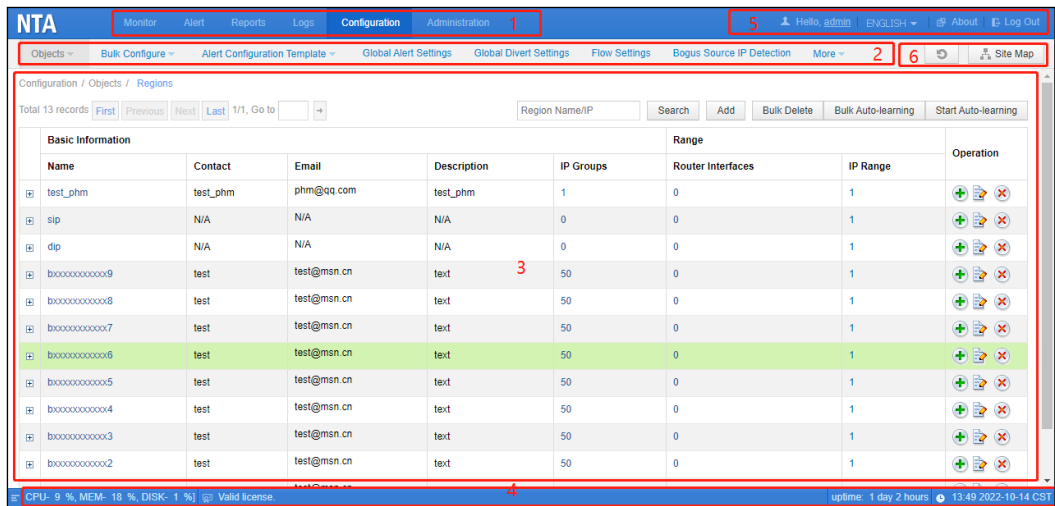 NTA Monitor Alert Reports Logs Configuration Administration 1 5 Hello, admin ENGLISH About Log Out
Objects Bulk Configure Alert Configuration Template Global Alert Settings Global Divert Settings Flow Settings Bogus Source IP Detection More 2 6 Site Map
Configuration / Objects / Regions
Total 13 records First Previous Next Last 1/1, Go to Region Name/IP Search Add Bulk Delete Bulk Auto-learning Start Auto-learning
Basic Information Range Operation
Name Contact Email Description IP Groups Router Interfaces IP Range
test_phm test_phm phm@qq.com test_phm 1 0 1
sip N/A N/A N/A 0 0 1
dip N/A N/A N/A 0 0 1
bxxxxxxxxxxx9 test test@msn.cn text 3 50 0 1
bxxxxxxxxxxx8 test test@msn.cn text 50 0 1
bxxxxxxxxxxx7 test test@msn.cn text 50 0 1
bxxxxxxxxxxx6 test test@msn.cn text 50 0 1
bxxxxxxxxxxx5 test test@msn.cn text 50 0 1
bxxxxxxxxxxx4 test test@msn.cn text 50 0 1
bxxxxxxxxxxx3 test test@msn.cn text 50 0 1
bxxxxxxxxxxx2 test test@msn.cn text 50 0 1
CPU- 9 %, MEM- 18 %, DISK- 1 %] Valid license. 4 uptime: 1 day 2 hours 13:49 2022-10-14 CST